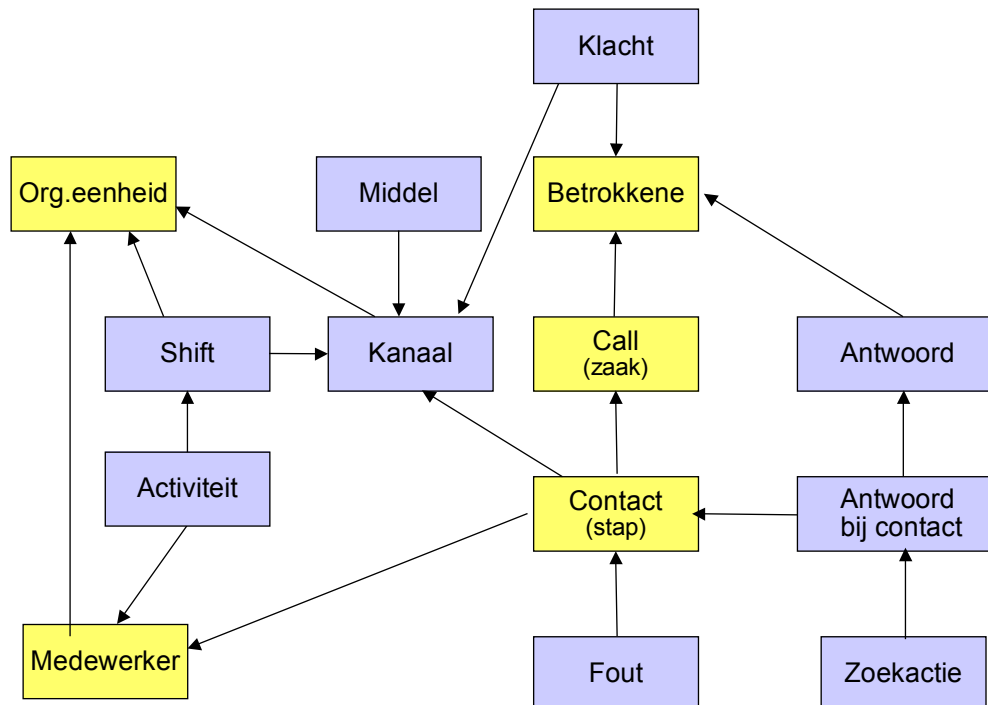 Klacht
Org.eenheid
Middel
Betrokkene
Shift
Kanaal
Call
(zaak)
Antwoord
Activiteit
Contact
(stap)
Antwoord
bij contact
Medewerker
Fout
Zoekactie